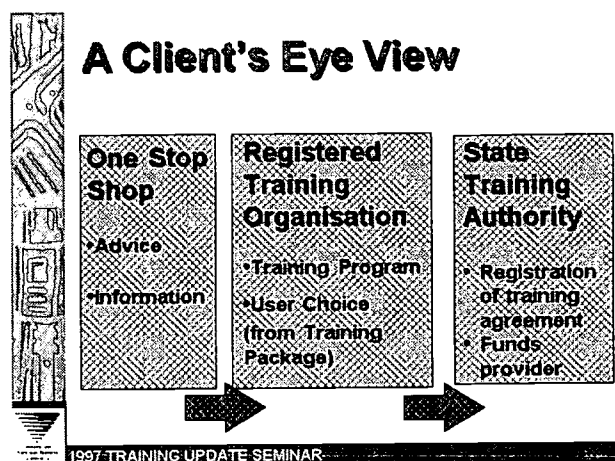 A Client's Eye View
One Stop
Shop
•Advice
•Information
Registered
Training
Organisation
•Training Program
•User Choice
(from Training
Package)
State
Training
Authority
• Registration
of training
agreement
• Funds
provider
1997 TRAINING UPDATE SEMINAR